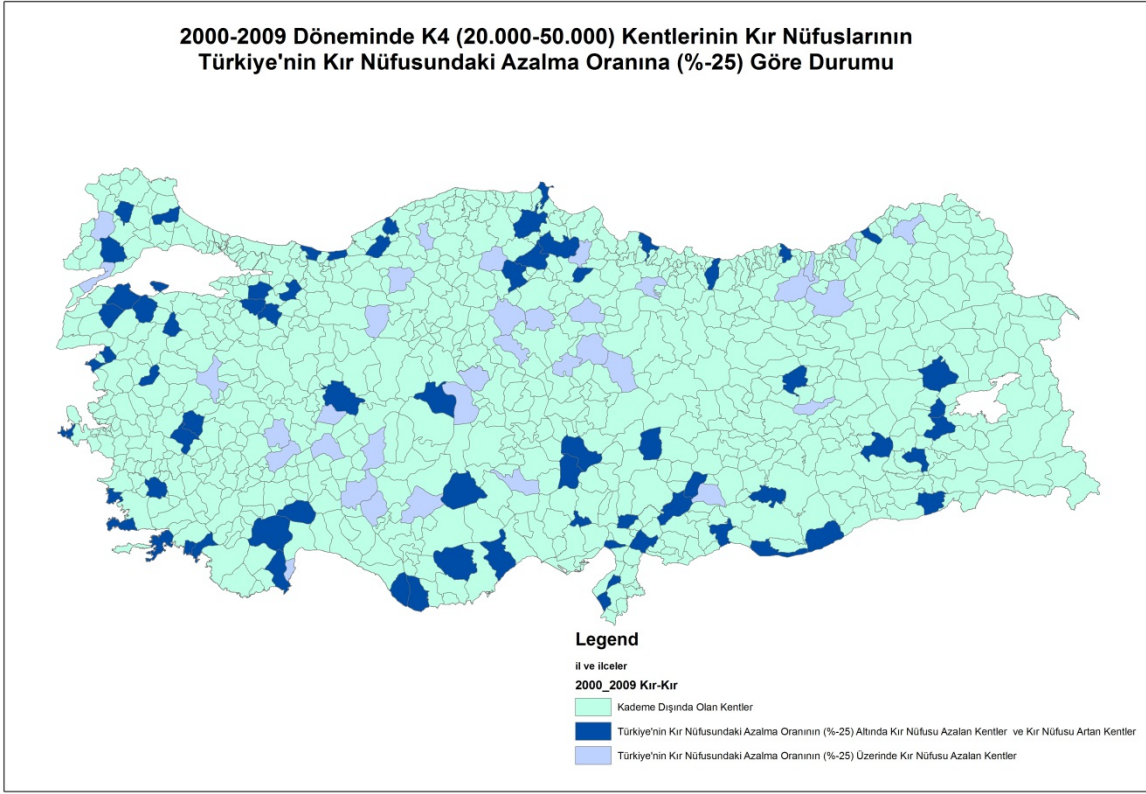 2000-2009 Döneminde K4 (20.000-50.000) Kentlerinin Kır Nüfuslarının
Türkiye'nin Kır Nüfusundaki Azalma Oranına (%-25) Göre Durumu
Legend
il ve ilceler
2000_2009 Kır-Kır
Kademe Dışında Olan Kentler
Türkiye'nin Kır Nüfusundaki Azalma Oranının (%-25) Altında Kır Nüfusu Azalan Kentler ve Kır Nüfusu Artan Kentler
Türkiye'nin Kır Nüfusundaki Azalma Oranının (%-25) Üzerinde Kır Nüfusu Azalan Kentler